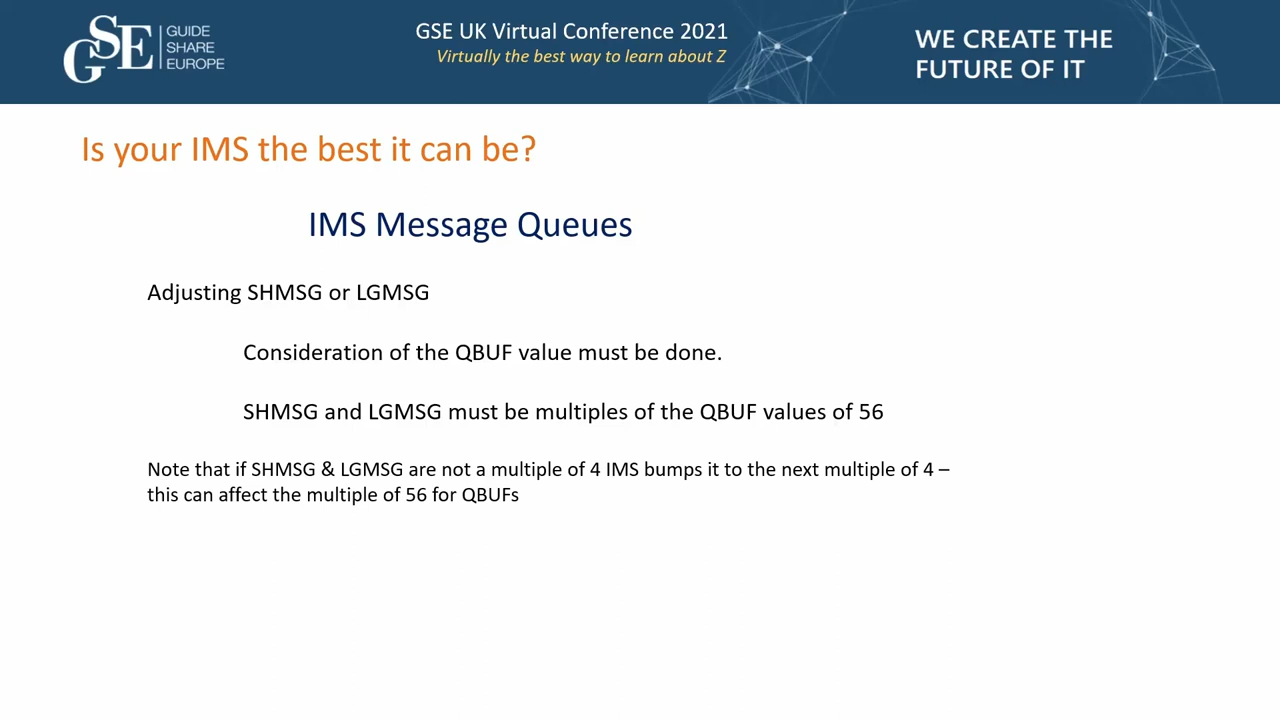 GSE
GUIDE
SHARE
EUROPE
GSE UK Virtual Conference 2021
Virtually the best way to learn about Z
WE CREATE THE
FUTURE OF IT
Is your IMS the best it can be?
IMS Message Queues
Adjusting SHMSG or LGMSG
Consideration of the QBUF value must be done.
SHMSG and LGMSG must be multiples of the QBUF values of 56
Note that if SHMSG & LGMSG are not a multiple of 4 IMS bumps it to the next multiple of 4 –
this can affect the multiple of 56 for QBUFs